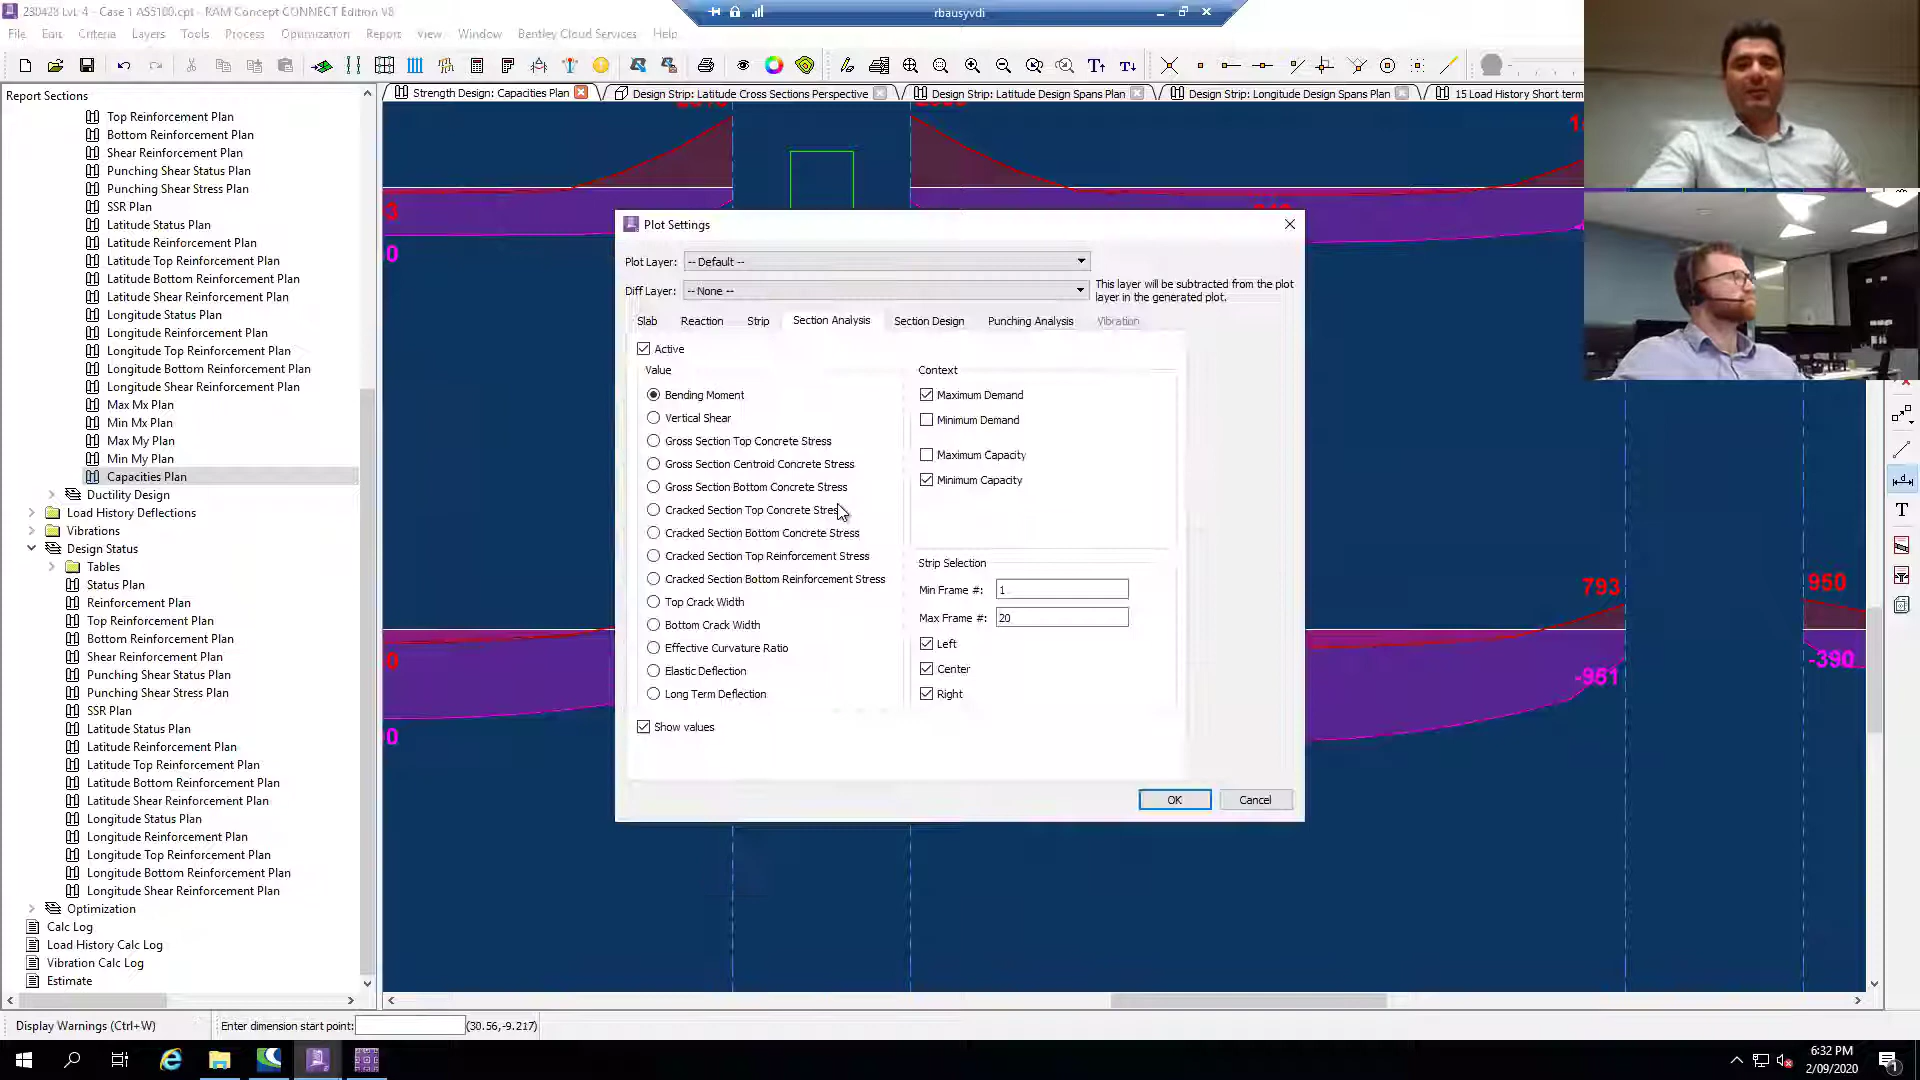 230428 LvL 4 - Case 1 AS5100.cpt - RAM Concept CONNECT Edition V8
rbausyvdi
File Edit Criteria Layers Tools Process Optimization Report View Window Bentley Cloud Services Help
Report Sections
Strength Design: Capacities Plan
Design Strip: Latitude Cross Sections Perspective
Design Strip: Latitude Design Spans Plan
Design Strip: Longitude Design Spans Plan
15 Load History Short term
Top Reinforcement Plan
Bottom Reinforcement Plan
Shear Reinforcement Plan
Punching Shear Status Plan
Punching Shear Stress Plan
SSR Plan
Latitude Status Plan
Latitude Reinforcement Plan
Latitude Top Reinforcement Plan
Latitude Bottom Reinforcement Plan
Latitude Shear Reinforcement Plan
Longitude Status Plan
Longitude Reinforcement Plan
Longitude Top Reinforcement Plan
Longitude Bottom Reinforcement Plan
Longitude Shear Reinforcement Plan
Max Mx Plan
Min Mx Plan
Max My Plan
Min My Plan
Capacities Plan
Ductility Design
Load History Deflections
Vibrations
Design Status
Tables
Status Plan
Reinforcement Plan
Top Reinforcement Plan
Bottom Reinforcement Plan
Shear Reinforcement Plan
Punching Shear Status Plan
Punching Shear Stress Plan
SSR Plan
Latitude Status Plan
Latitude Reinforcement Plan
Latitude Top Reinforcement Plan
Latitude Bottom Reinforcement Plan
Latitude Shear Reinforcement Plan
Longitude Status Plan
Longitude Reinforcement Plan
Longitude Top Reinforcement Plan
Longitude Bottom Reinforcement Plan
Longitude Shear Reinforcement Plan
Optimization
Calc Log
Load History Calc Log
Vibration Calc Log
Estimate
3
0
0
0
793
950
-951
-390
Plot Settings
Plot Layer: -- Default --
Diff Layer: -- None --
This layer will be subtracted from the plot
layer in the generated plot.
Slab Reaction Strip Section Analysis Section Design Punching Analysis Vibration
Active
Value
Bending Moment
Vertical Shear
Gross Section Top Concrete Stress
Gross Section Centroid Concrete Stress
Gross Section Bottom Concrete Stress
Cracked Section Top Concrete Stress
Cracked Section Bottom Concrete Stress
Cracked Section Top Reinforcement Stress
Cracked Section Bottom Reinforcement Stress
Top Crack Width
Bottom Crack Width
Effective Curvature Ratio
Elastic Deflection
Long Term Deflection
Show values
Context
Maximum Demand
Minimum Demand
Maximum Capacity
Minimum Capacity
Strip Selection
Min Frame #: 1
Max Frame #: 20
Left
Center
Right
OK
Cancel
Display Warnings (Ctrl+W)
Enter dimension start point:
(30.56,-9.217)
6:32 PM
2/09/2020